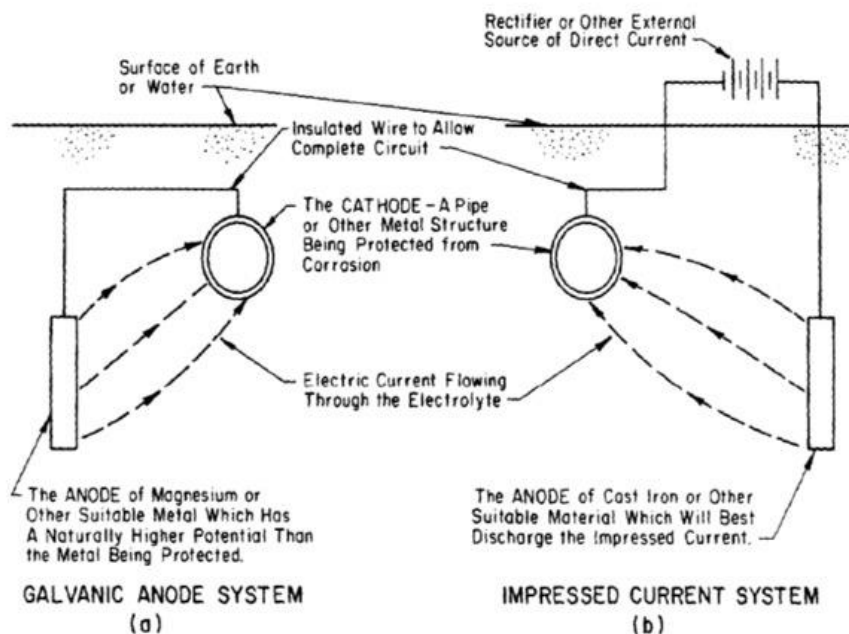 Rectifier or Other External
Source of Direct Current
Surface of Earth
or Water
Insulated Wire to Allow
Complete Circuit
The CATHODE - A Pipe
or Other Metal Structure
Being Protected from
Corrosion
Electric Current Flowing
Through the Electrolyte
The ANODE of Magnesium or
Other Suitable Metal Which Has
A Naturally Higher Potential Than
the Metal Being Protected.
The ANODE of Cast Iron or Other
Suitable Material Which Will Best
Discharge the Impressed Current.
GALVANIC ANODE SYSTEM
(a)
IMPRESSED CURRENT SYSTEM
(b)